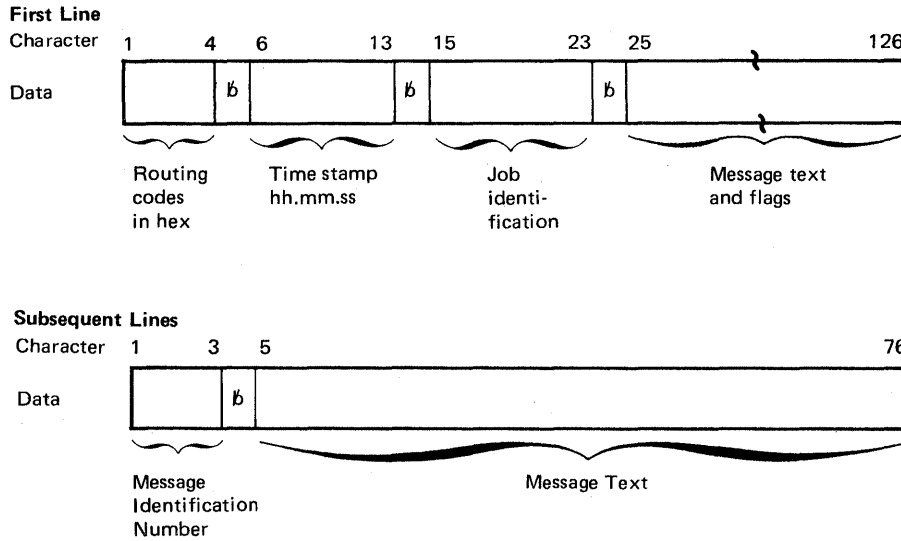 First Line
Character 1 4 6 13 15 23 25 126
Data ƀ ƀ ƀ
Routing codes in hex
Time stamp hh.mm.ss
Job identi- fication
Message text and flags
Subsequent Lines
Character 1 3 5 76
Data ƀ
Message Identification Number
Message Text